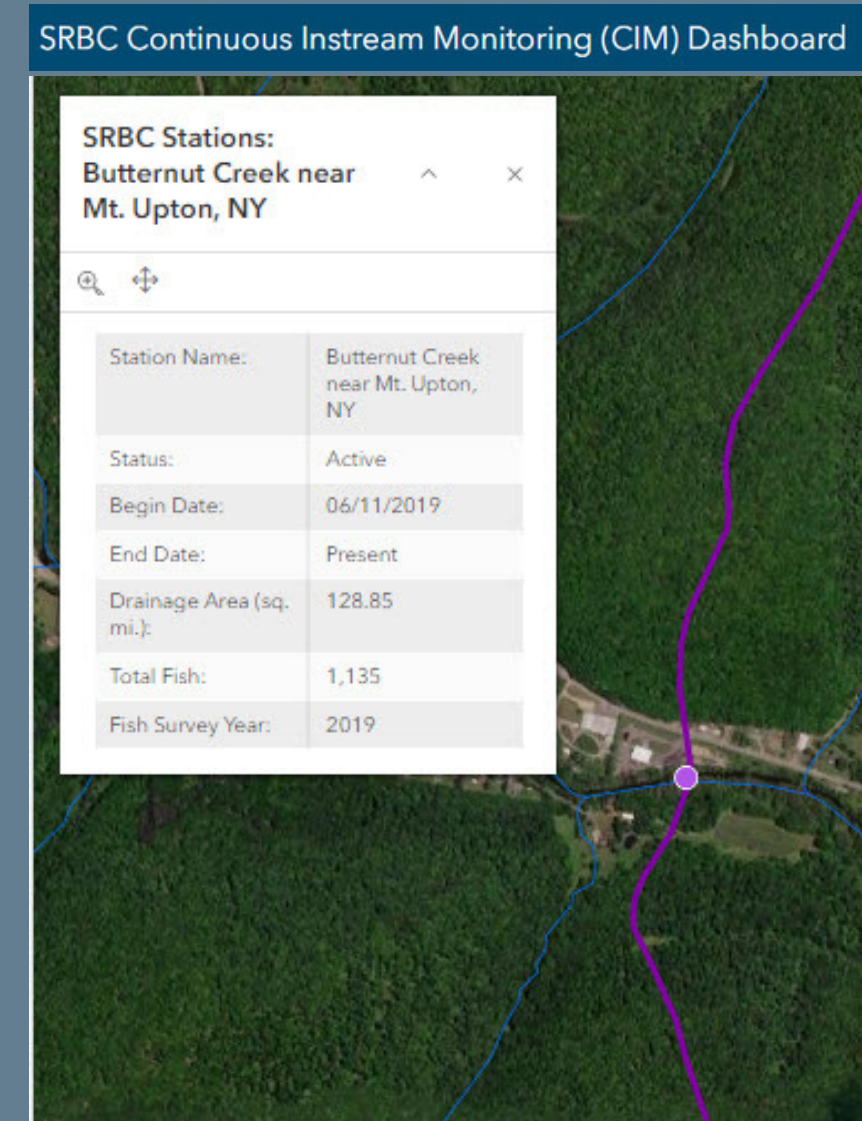 SRBC Continuous Instream Monitoring (CIM) Dashboard
SRBC Stations:
Butternut Creek near
Mt. Upton, NY
Station Name:
Butternut Creek
near Mt. Upton,
NY
Status:
Active
Begin Date:
06/11/2019
End Date:
Present
Drainage Area (sq.
mi.):
128.85
Total Fish:
1,135
Fish Survey Year:
2019